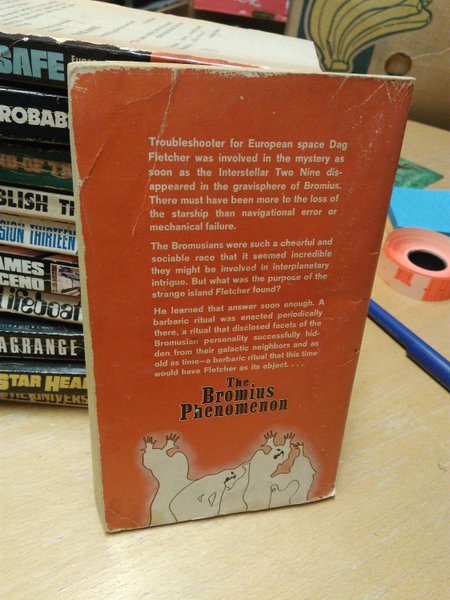 SAFE
Troubleshooter for European space Dag
Fletcher was involved in the mystery as
soon as the Interstellar Two Nine dis-
appeared in the gravisphere of Bromius.
There must have been more to the loss of
the starship than navigational error or
mechanical failure.
The Bromusians were such a cheerful and
sociable race that it seemed incredible
they might be involved in interplanetary
intrigue. But what was the purpose of the
strange island Fletcher found?
He learned that answer soon enough. A
barbaric ritual was enacted periodically
there, a ritual that disclosed facets of the
Bromusian personality successfully hid-
den from their galactic neighbors and as
old as time—a barbaric ritual that this time
would have Fletcher as its object. . . .
The
Bromius
Phenomenon
ROBAB
GLISH T
SION THIRTEEN
AMES
GEND
Lifeboat
AGRANGE
STAR HEA
THE UNIVERS